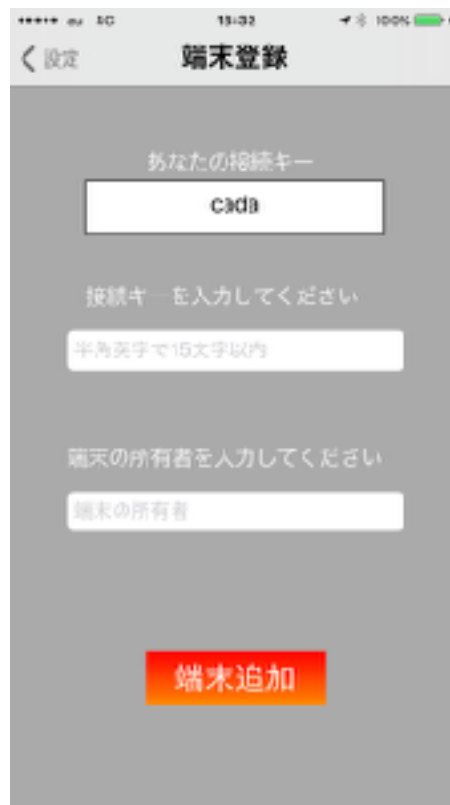 15:32 100%
設定 端末登録
あなたの接続キー
cada
接続キーを入力してください
半角英字で15文字以内
端末の所有者を入力してください
端末の所有者
端末追加